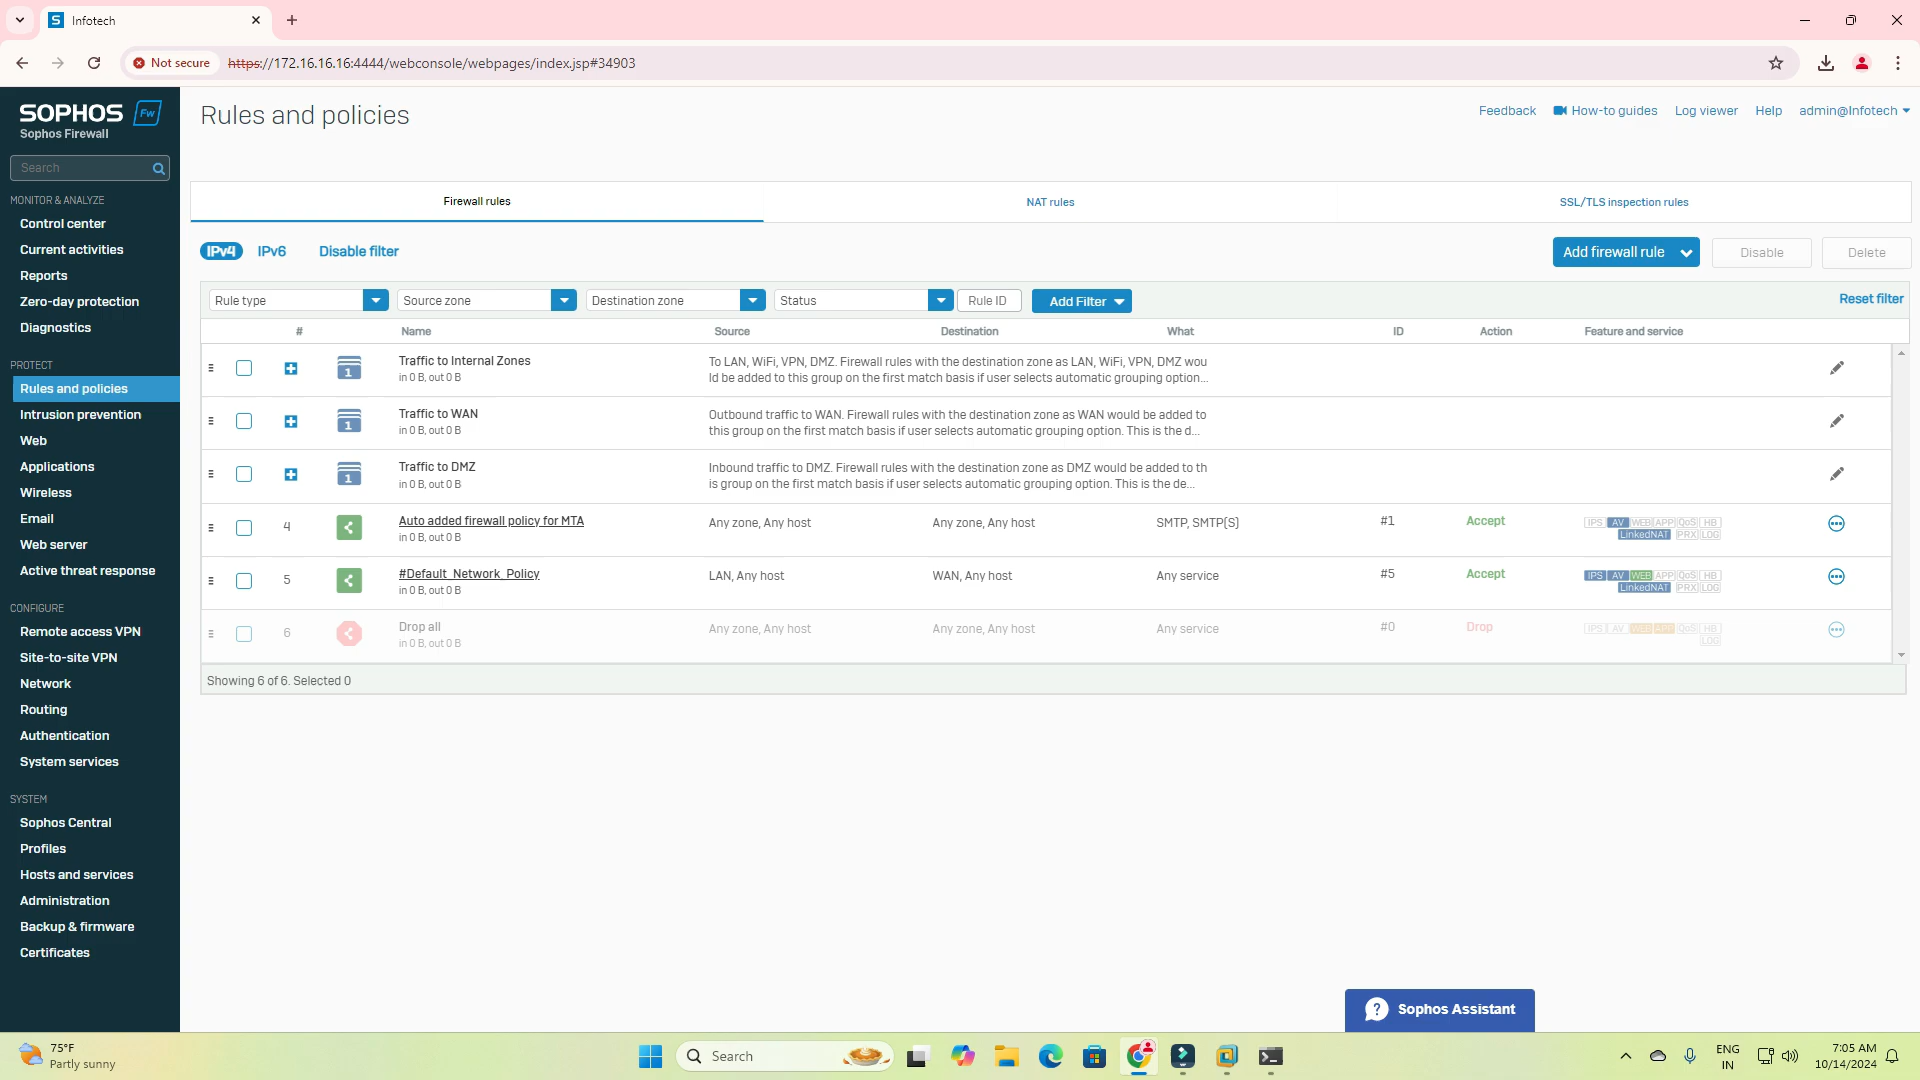 Infotech
Not secure
https://172.16.16.16:4444/webconsole/webpages/index.jsp#34903
SOPHOS Fw
Sophos Firewall
Search
MONITOR & ANALYZE
Control center
Current activities
Reports
Zero-day protection
Diagnostics
PROTECT
Rules and policies
Intrusion prevention
Web
Applications
Wireless
Email
Web server
Active threat response
CONFIGURE
Remote access VPN
Site-to-site VPN
Network
Routing
Authentication
System services
SYSTEM
Sophos Central
Profiles
Hosts and services
Administration
Backup & firmware
Certificates
Rules and policies
Feedback How-to guides Log viewer Help admin@Infotech
Firewall rules NAT rules SSL/TLS inspection rules
IPv4 IPv6 Disable filter Add firewall rule Disable Delete
Rule type Source zone Destination zone Status Rule ID Add Filter Reset filter
# Name Source Destination What ID Action Feature and service
1 Traffic to Internal Zones
in 0 B, out 0 B
To LAN, WiFi, VPN, DMZ. Firewall rules with the destination zone as LAN, WiFi, VPN, DMZ wou
ld be added to this group on the first match basis if user selects automatic grouping option...
1 Traffic to WAN
in 0 B, out 0 B
Outbound traffic to WAN. Firewall rules with the destination zone as WAN would be added to
this group on the first match basis if user selects automatic grouping option. This is the d...
1 Traffic to DMZ
in 0 B, out 0 B
Inbound traffic to DMZ. Firewall rules with the destination zone as DMZ would be added to th
is group on the first match basis if user selects automatic grouping option. This is the de...
4 Auto added firewall policy for MTA Any zone, Any host Any zone, Any host SMTP, SMTP(S) #1 Accept IPS AV WEB APP QoS HB
in 0 B, out 0 B LinkedNAT PRX LOG
5 #Default_Network_Policy LAN, Any host WAN, Any host Any service #5 Accept IPS AV WEB APP QoS HB
in 0 B, out 0 B LinkedNAT PRX LOG
6 Drop all Any zone, Any host Any zone, Any host Any service #0 Drop IPS AV WEB APP QoS HB
in 0 B, out 0 B LOG
Showing 6 of 6. Selected 0
? Sophos Assistant
75°F
Partly sunny
Search
ENG
IN
7:05 AM
10/14/2024